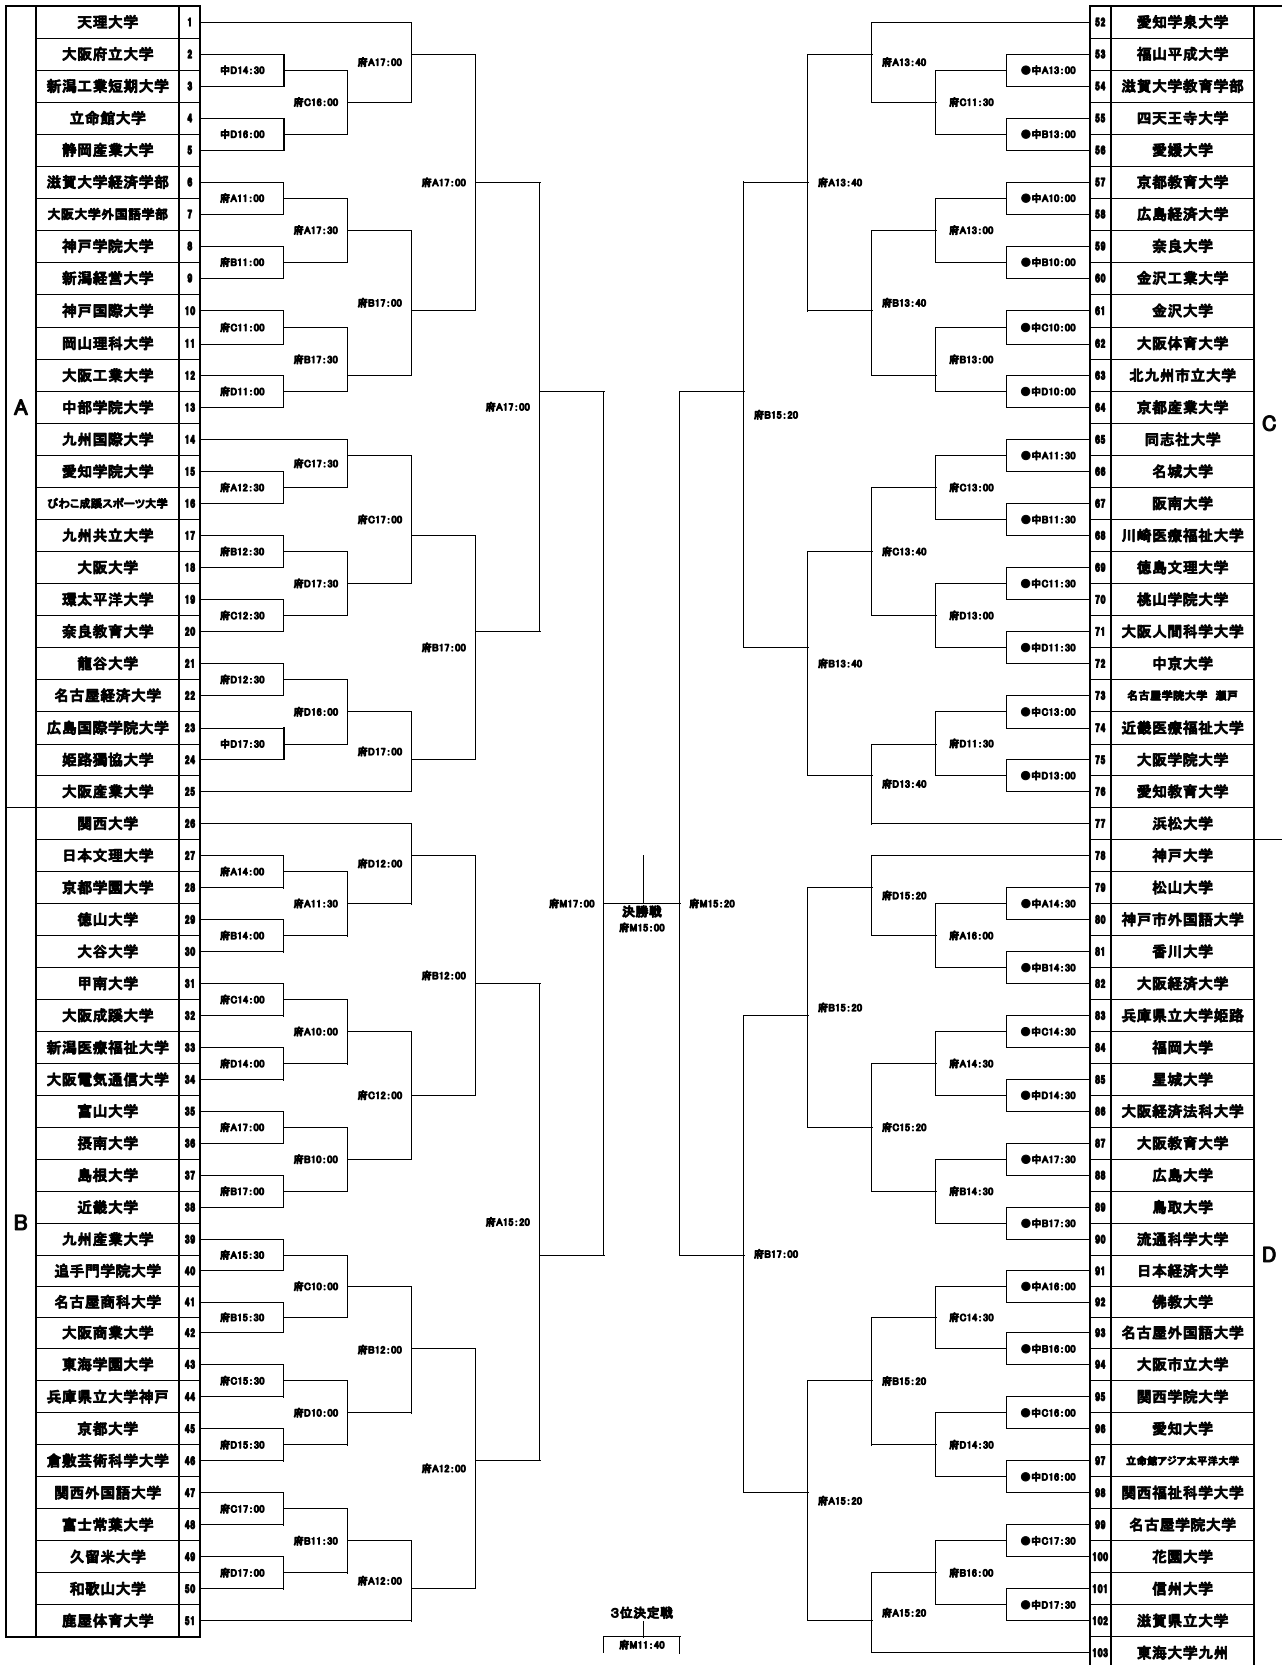 A
天理大学 1
大阪府立大学 2
新潟工業短期大学 3
立命館大学 4
静岡産業大学 5
滋賀大学経済学部 6
大阪大学外国語学部 7
神戸学院大学 8
新潟経営大学 9
神戸国際大学 10
岡山理科大学 11
大阪工業大学 12
中部学院大学 13
九州国際大学 14
愛知学院大学 15
びわこ成蹊スポーツ大学 16
九州共立大学 17
大阪大学 18
環太平洋大学 19
奈良教育大学 20
龍谷大学 21
名古屋経済大学 22
広島国際学院大学 23
姫路獨協大学 24
大阪産業大学 25
B
関西大学 26
日本文理大学 27
京都学園大学 28
徳山大学 29
大谷大学 30
甲南大学 31
大阪成蹊大学 32
新潟医療福祉大学 33
大阪電気通信大学 34
富山大学 35
摂南大学 36
島根大学 37
近畿大学 38
九州産業大学 39
追手門学院大学 40
名古屋商科大学 41
大阪商業大学 42
東海学園大学 43
兵庫県立大学神戸 44
京都大学 45
倉敷芸術科学大学 46
関西外国語大学 47
富士常葉大学 48
久留米大学 49
和歌山大学 50
鹿屋体育大学 51
中D14:30
中D16:00
府A11:00
府B11:00
府C11:00
府D11:00
府A12:30
府B12:30
府C12:30
府D12:30
中D17:30
府A14:00
府B14:00
府C14:00
府D14:00
府A17:00
府B17:00
府A15:30
府B15:30
府C15:30
府D15:30
府C17:00
府D17:00
府C16:00
府A17:30
府B17:30
府C17:30
府D17:30
府D16:00
府A11:30
府A10:00
府B10:00
府C10:00
府D10:00
府B11:30
府A17:00
府B17:00
府C17:00
府D17:00
府D12:00
府C12:00
府B12:00
府A12:00
府A17:00
府B17:00
府B12:00
府A12:00
府A17:00
府A15:20
府M17:00
決勝戦
府M15:00
府M15:20
3位決定戦
府M11:40
府B15:20
府B17:00
府A13:40
府B13:40
府B15:20
府A15:20
府A13:40
府B13:40
府C13:40
府D13:40
府D15:20
府C15:20
府B15:20
府A15:20
府C11:30
府A13:00
府B13:00
府C13:00
府D13:00
府D11:30
府A16:00
府A14:30
府B14:30
府C14:30
府D14:30
府B16:00
●中A13:00
●中B13:00
●中A10:00
●中B10:00
●中C10:00
●中D10:00
●中A11:30
●中B11:30
●中C11:30
●中D11:30
●中C13:00
●中D13:00
●中A14:30
●中B14:30
●中C14:30
●中D14:30
●中A17:30
●中B17:30
●中A16:00
●中B16:00
●中C16:00
●中D16:00
●中C17:30
●中D17:30
52 愛知学泉大学
53 福山平成大学
54 滋賀大学教育学部
55 四天王寺大学
56 愛媛大学
57 京都教育大学
58 広島経済大学
59 奈良大学
60 金沢工業大学
61 金沢大学
62 大阪体育大学
63 北九州市立大学
64 京都産業大学
65 同志社大学
66 名城大学
67 阪南大学
68 川崎医療福祉大学
69 徳島文理大学
70 桃山学院大学
71 大阪人間科学大学
72 中京大学
73 名古屋学院大学 瀬戸
74 近畿医療福祉大学
75 大阪学院大学
76 愛知教育大学
77 浜松大学
C
78 神戸大学
79 松山大学
80 神戸市外国語大学
81 香川大学
82 大阪経済大学
83 兵庫県立大学姫路
84 福岡大学
85 星城大学
86 大阪経済法科大学
87 大阪教育大学
88 広島大学
89 鳥取大学
90 流通科学大学
91 日本経済大学
92 佛教大学
93 名古屋外国語大学
94 大阪市立大学
95 関西学院大学
96 愛知大学
97 立命館アジア太平洋大学
98 関西福祉科学大学
99 名古屋学院大学
100 花園大学
101 信州大学
102 滋賀県立大学
103 東海大学九州
D